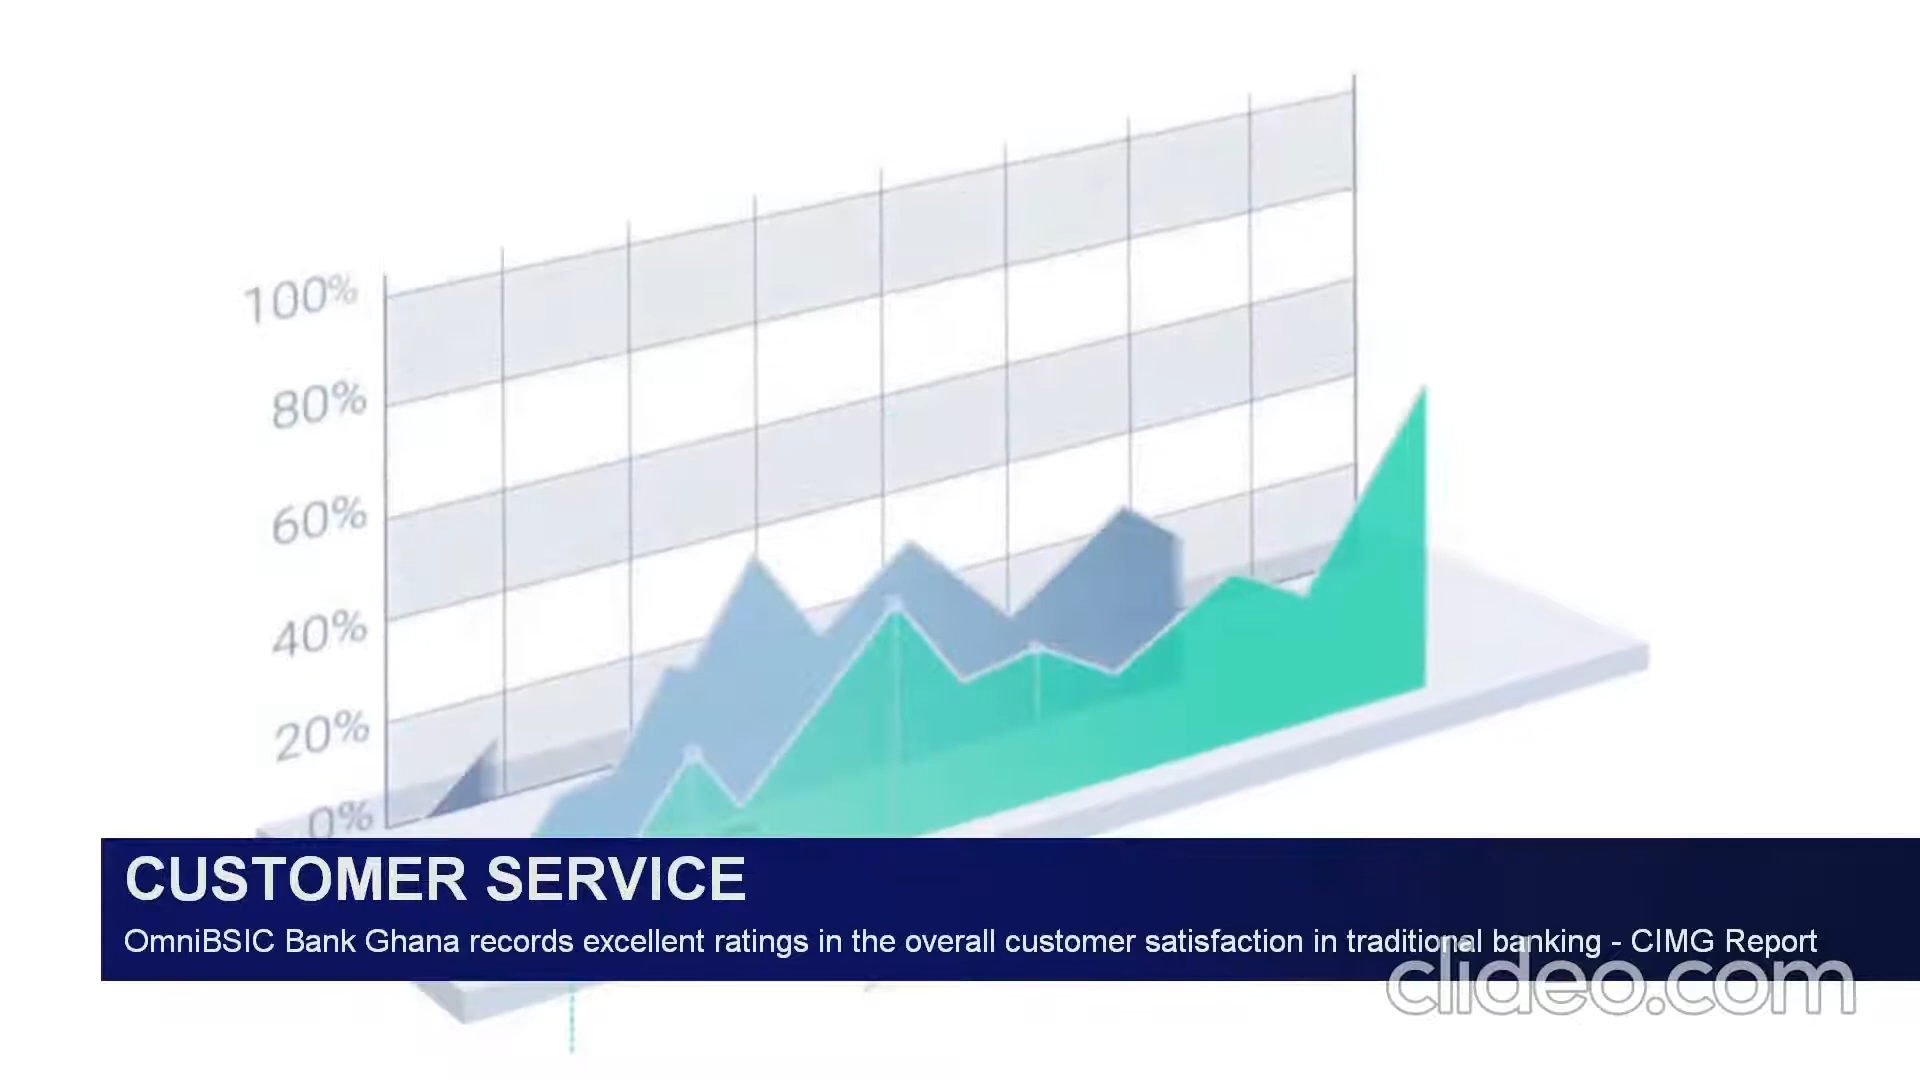 100%
80%
60%
40%
20%
0%
CUSTOMER SERVICE
OmniBSIC Bank Ghana records excellent ratings in the overall customer satisfaction in traditional banking - CIMG Report
clideo.com